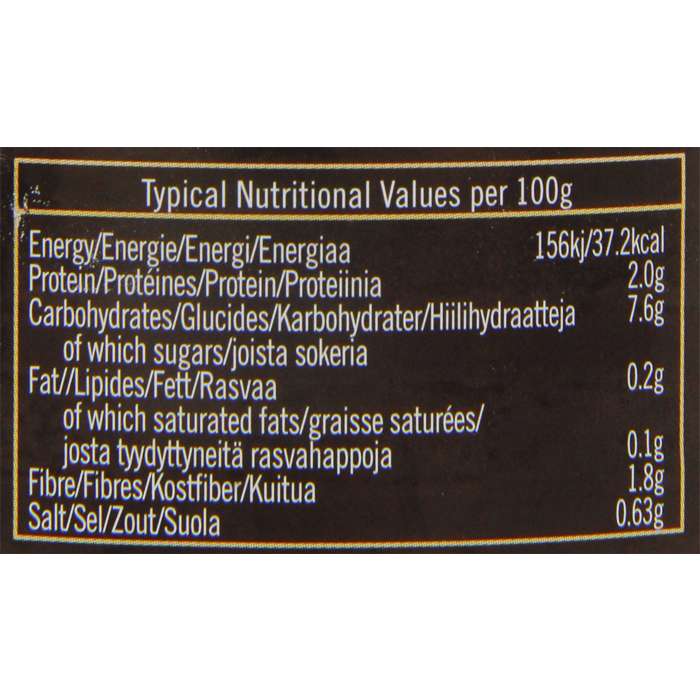 Typical Nutritional Values per 100g
Energy/Energie/Energi/Energiaa 156kj/37.2kcal
Protein/Protéines/Protein/Proteiinia 2.0g
Carbohydrates/Glucides/Karbohydrater/Hiilihydraatteja 7.6g
of which sugars/joista sokeria
Fat//Lipides/Fett/Rasvaa 0.2g
of which saturated fats/graisse saturées/
josta tyydyttyneitä rasvahappoja 0.1g
Fibre/Fibres/Kostfiber/Kuitua 1.8g
Salt/Sel/Zout/Suola 0.63g